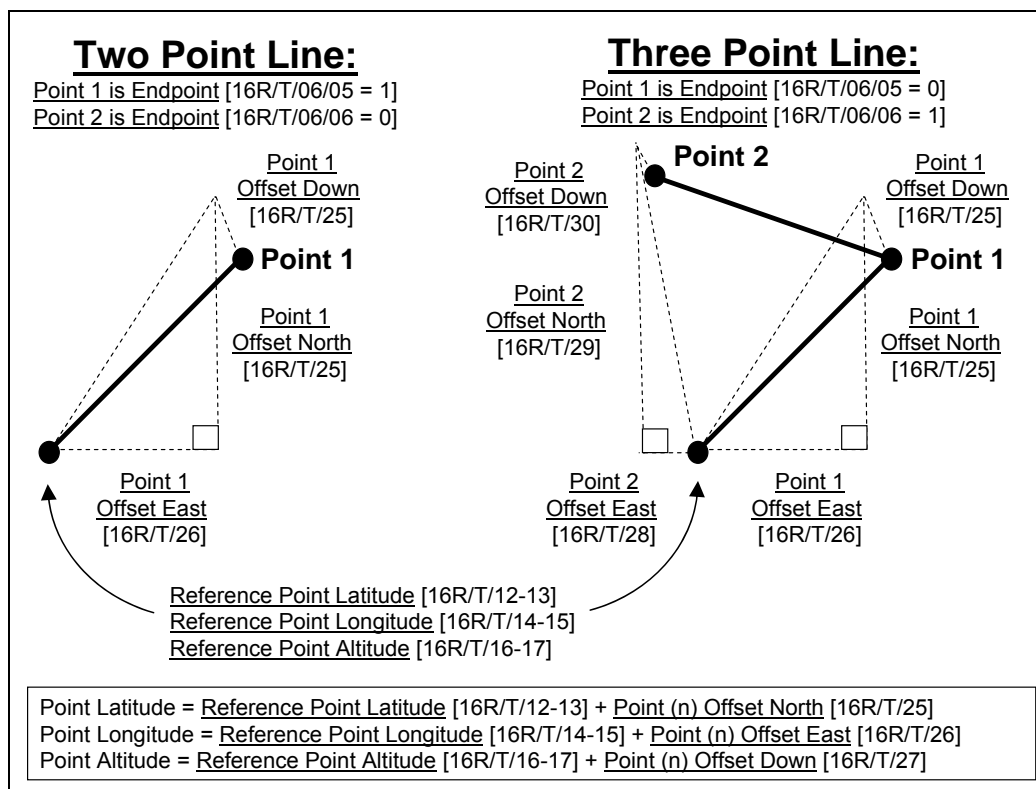 Two Point Line:
Point 1 is Endpoint [16R/T/06/05 = 1]
Point 2 is Endpoint [16R/T/06/06 = 0]
Point 1
Offset Down
[16R/T/25]
Point 1
Point 1
Offset North
[16R/T/25]
Point 1
Offset East
[16R/T/26]
Three Point Line:
Point 1 is Endpoint [16R/T/06/05 = 0]
Point 2 is Endpoint [16R/T/06/06 = 1]
Point 2
Point 2
Offset Down
[16R/T/30]
Point 1
Offset Down
[16R/T/25]
Point 1
Point 2
Offset North
[16R/T/29]
Point 1
Offset North
[16R/T/25]
Point 2
Offset East
[16R/T/28]
Point 1
Offset East
[16R/T/26]
Reference Point Latitude [16R/T/12-13]
Reference Point Longitude [16R/T/14-15]
Reference Point Altitude [16R/T/16-17]
Point Latitude = Reference Point Latitude [16R/T/12-13] + Point (n) Offset North [16R/T/25]
Point Longitude = Reference Point Longitude [16R/T/14-15] + Point (n) Offset East [16R/T/26]
Point Altitude = Reference Point Altitude [16R/T/16-17] + Point (n) Offset Down [16R/T/27]